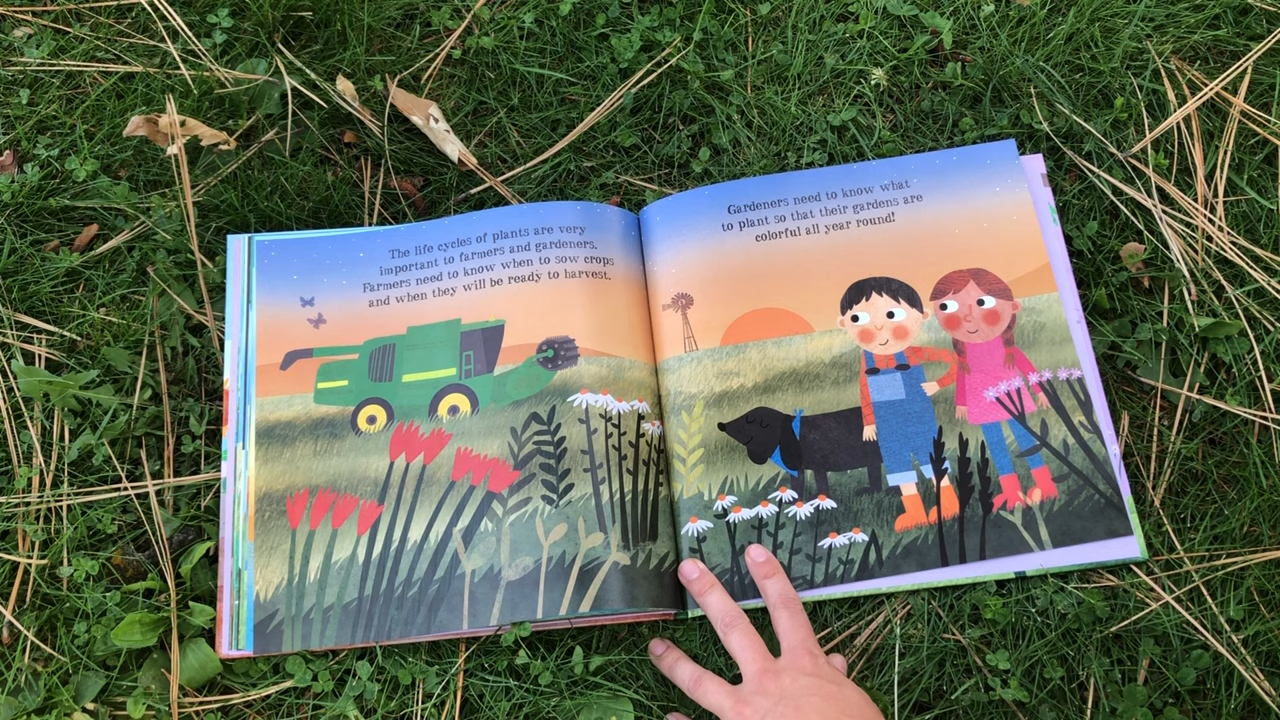 The life cycles of plants are very
important to farmers and gardeners.
Farmers need to know when to sow crops
and when they will be ready to harvest.
Gardeners need to know what
to plant so that their gardens are
colorful all year round!